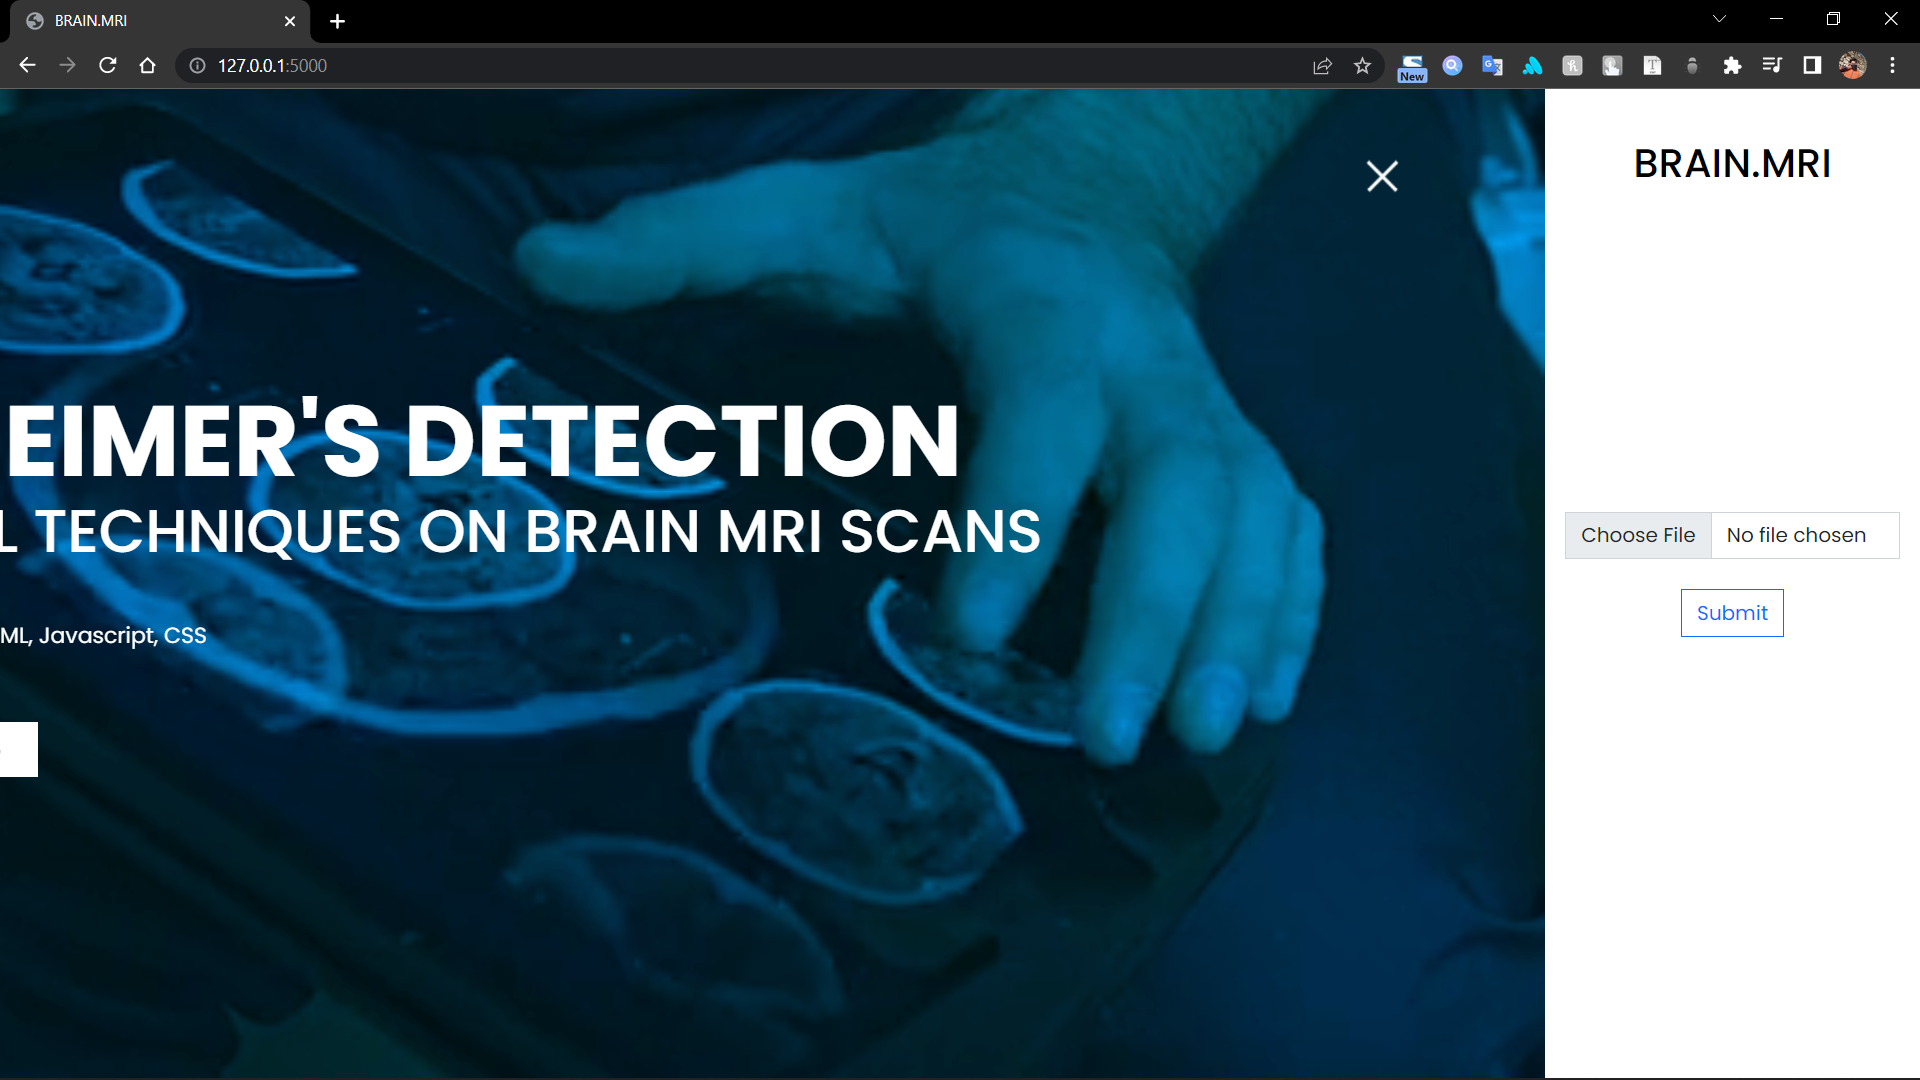 BRAIN.MRI
127.0.0.1:5000
New
BRAIN.MRI
EIMER'S DETECTION
L TECHNIQUES ON BRAIN MRI SCANS
ML, Javascript, CSS
Choose File No file chosen
Submit